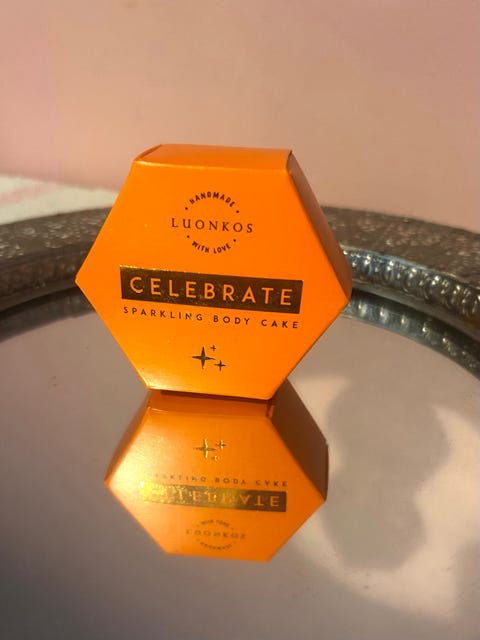 • HANDMADE •
LUONKOS
• WITH LOVE •
CELEBRATE
SPARKLING BODY CAKE